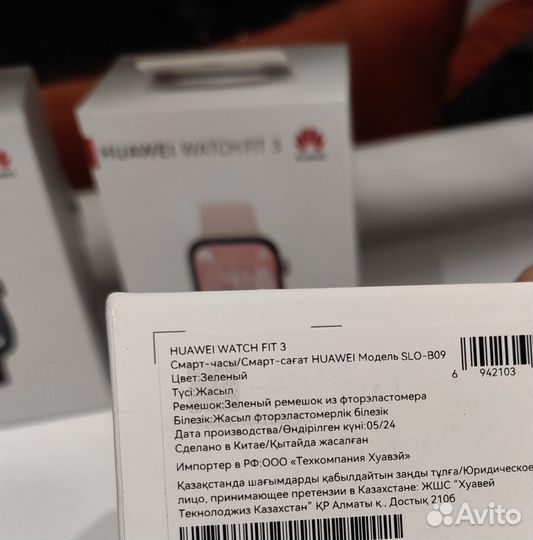 HUAWEI WATCH FIT 3
HUAWEI WATCH FIT 3
Смарт-часы/Смарт-сағат HUAWEI Модель SLO-B09
Цвет:Зеленый
Түсі:Жасыл
Ремешок:Зеленый ремешок из фторэластомера
Білезік:Жасыл фторэластомерлік білезік
Дата производства/Өндірілген күні:05/24
Сделано в Китае/Қытайда жасалған
6 942103
Импортер в РФ:ООО «Техкомпания Хуавэй»
Қазақстанда шағымдарды қабылдайтын заңды тұлға/Юридическое
лицо, принимающее претензии в Казахстане: ЖШС "Хуавей
Текнолоджиз Казахстан" ҚР Алматы қ., Достық 210б
Avito